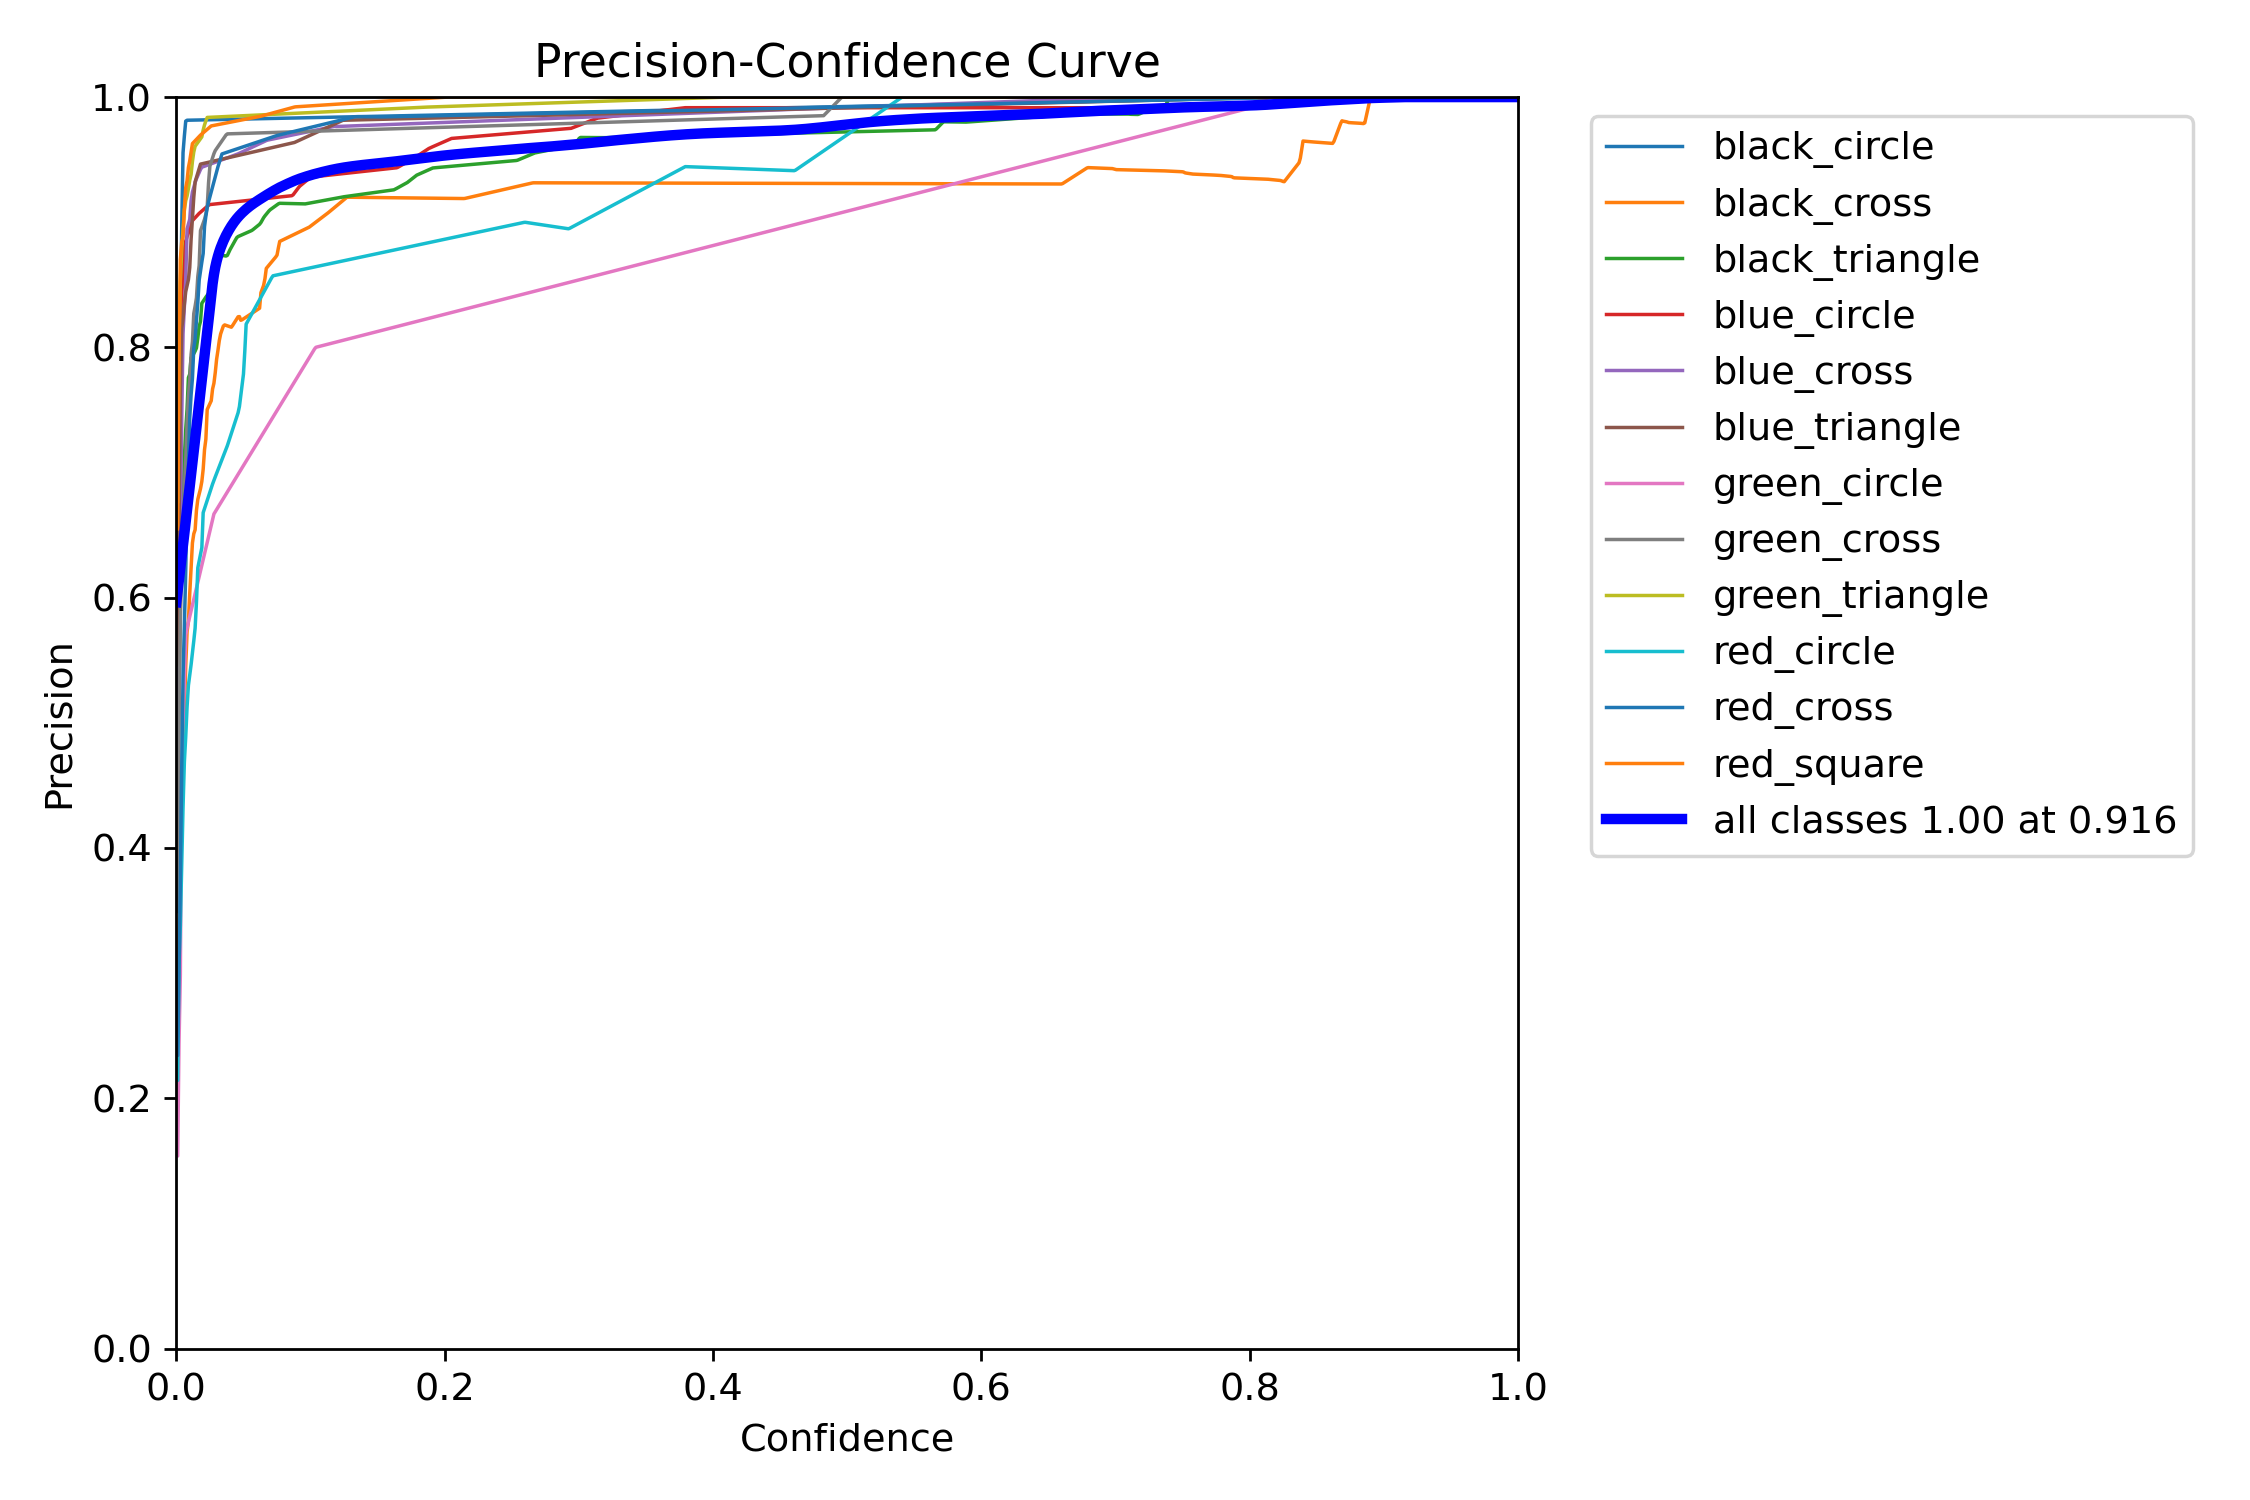 Precision-Confidence Curve
1.0
0.8
0.6
0.4
0.2
0.0
Precision
0.0 0.2 0.4 0.6 0.8 1.0
Confidence
black_circle
black_cross
black_triangle
blue_circle
blue_cross
blue_triangle
green_circle
green_cross
green_triangle
red_circle
red_cross
red_square
all classes 1.00 at 0.916